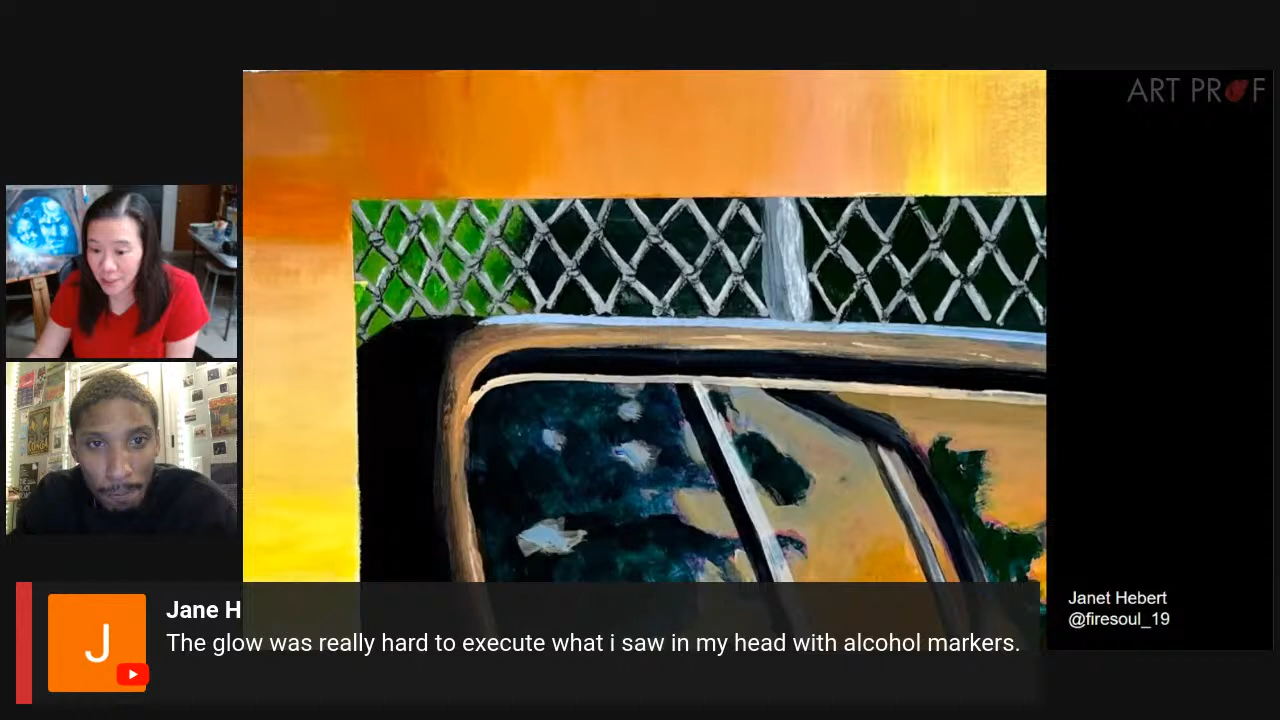 ART PROF
Janet Hebert
@firesoul_19
J
Jane H
The glow was really hard to execute what i saw in my head with alcohol markers.